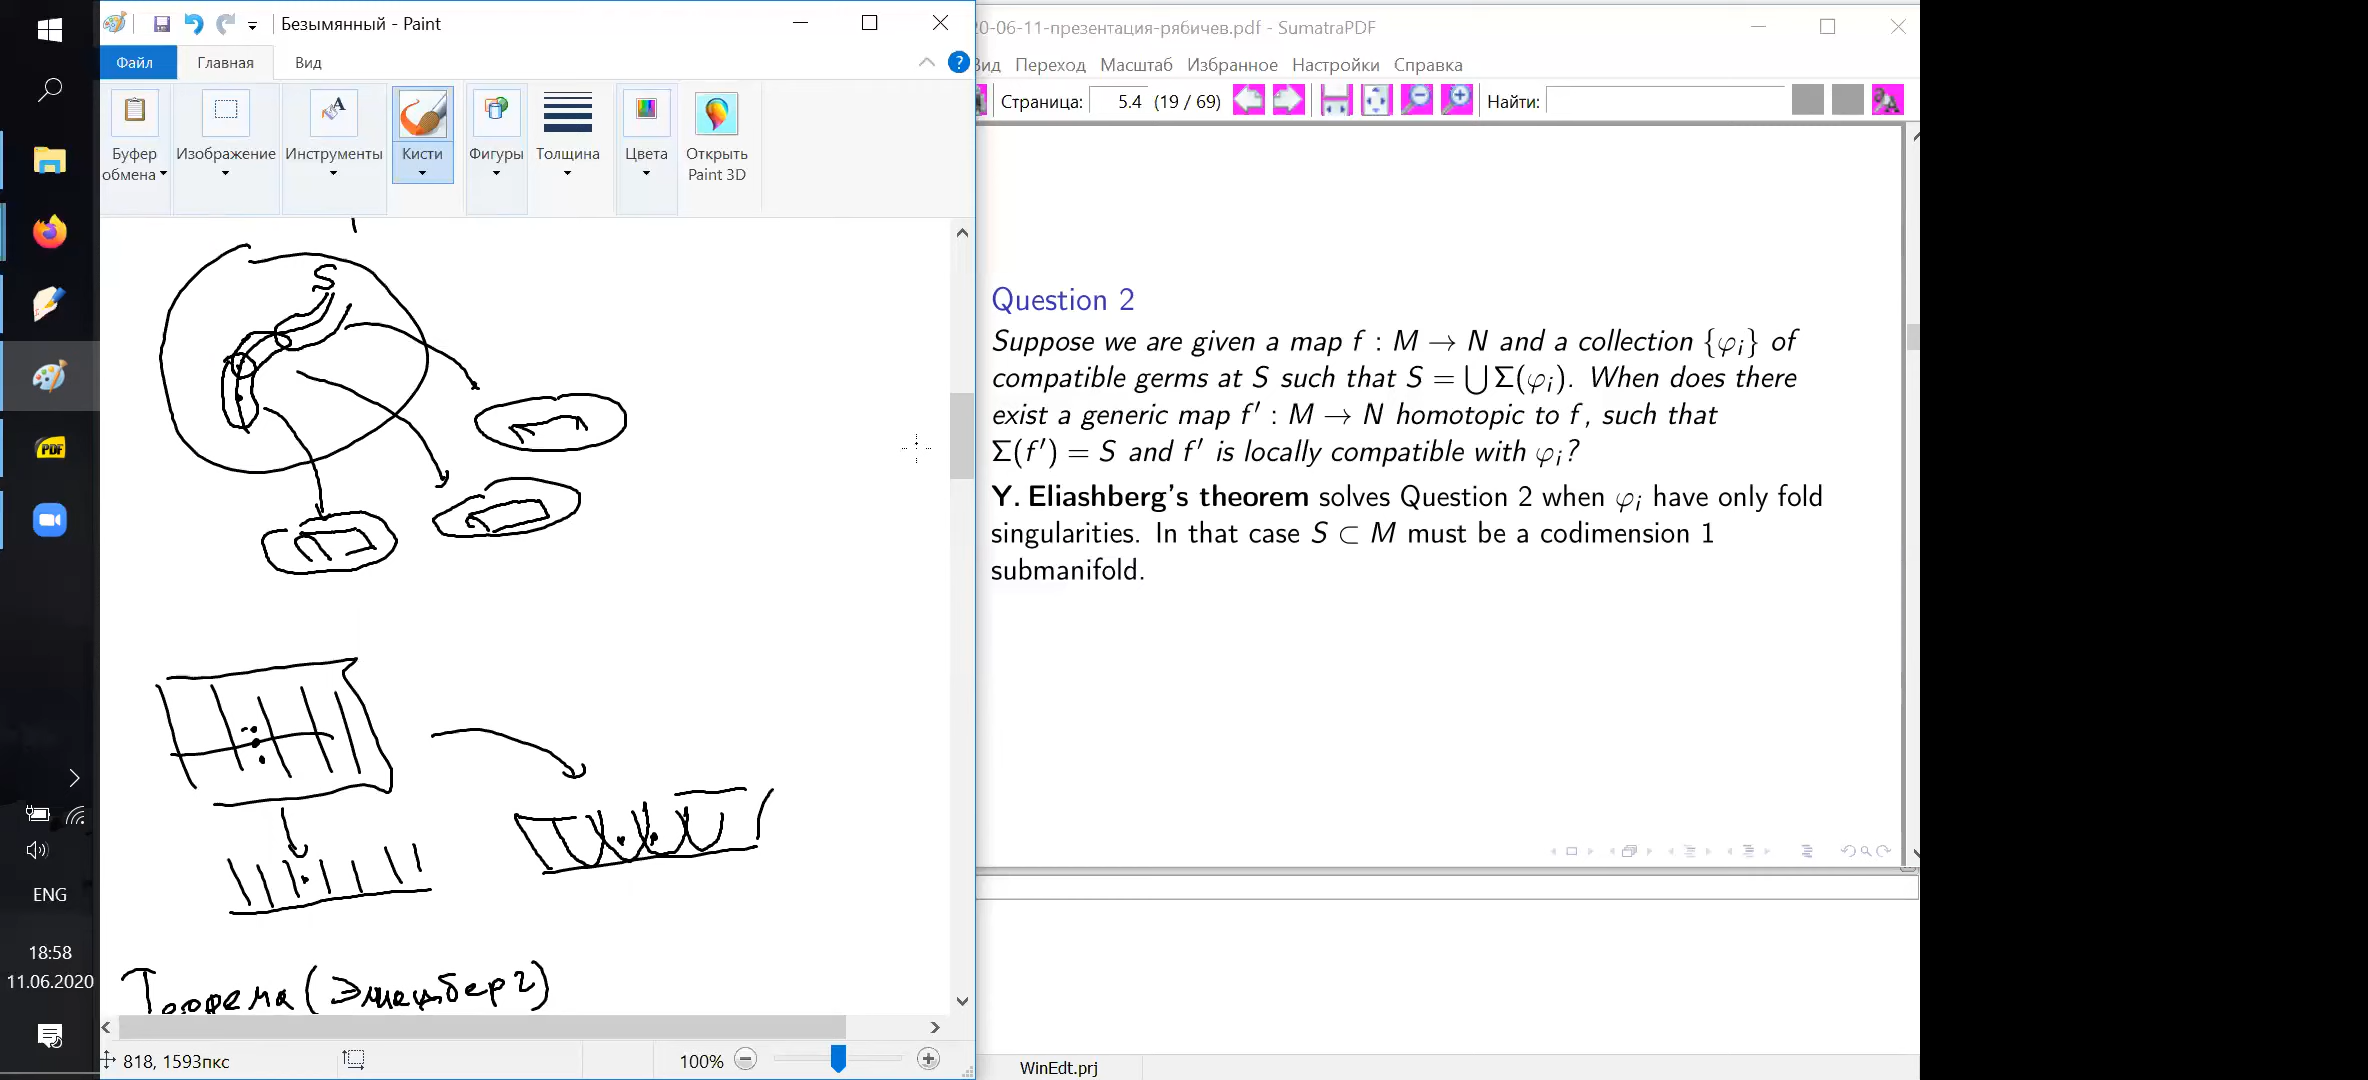 Безымянный - Paint
Файл
Главная
Вид
Буфер обмена
Изображение
Инструменты
Кисти
Фигуры
Толщина
Цвета
Открыть Paint 3D
S
Теорема (Элиашберг)
818, 1593пкс
100%
ENG
18:58
11.06.2020
PDF
0-06-11-презентация-рябичев.pdf - SumatraPDF
Вид Переход Масштаб Избранное Настройки Справка
Страница: 5.4 (19 / 69) Найти:
Question 2
Suppose we are given a map f : M → N and a collection {φᵢ} of
compatible germs at S such that S = ⋃ Σ(φᵢ). When does there
exist a generic map f′ : M → N homotopic to f, such that
Σ(f′) = S and f′ is locally compatible with φᵢ?
Y. Eliashberg's theorem solves Question 2 when φᵢ have only fold
singularities. In that case S ⊂ M must be a codimension 1
submanifold.
WinEdt.prj